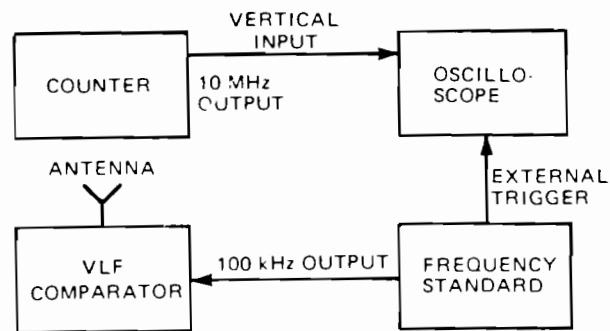 VERTICAL
INPUT
COUNTER
10 MHz
OUTPUT
OSCILLO-
SCOPE
ANTENNA
EXTERNAL
TRIGGER
VLF
COMPARATOR
100 kHz OUTPUT
FREQUENCY
STANDARD